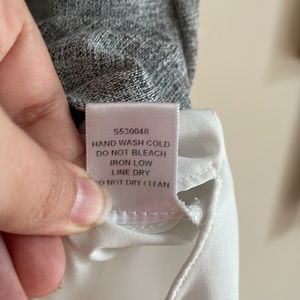 S530048
HAND WASH COLD
DO NOT BLEACH
IRON LOW
LINE DRY
DO NOT DRY CLEAN